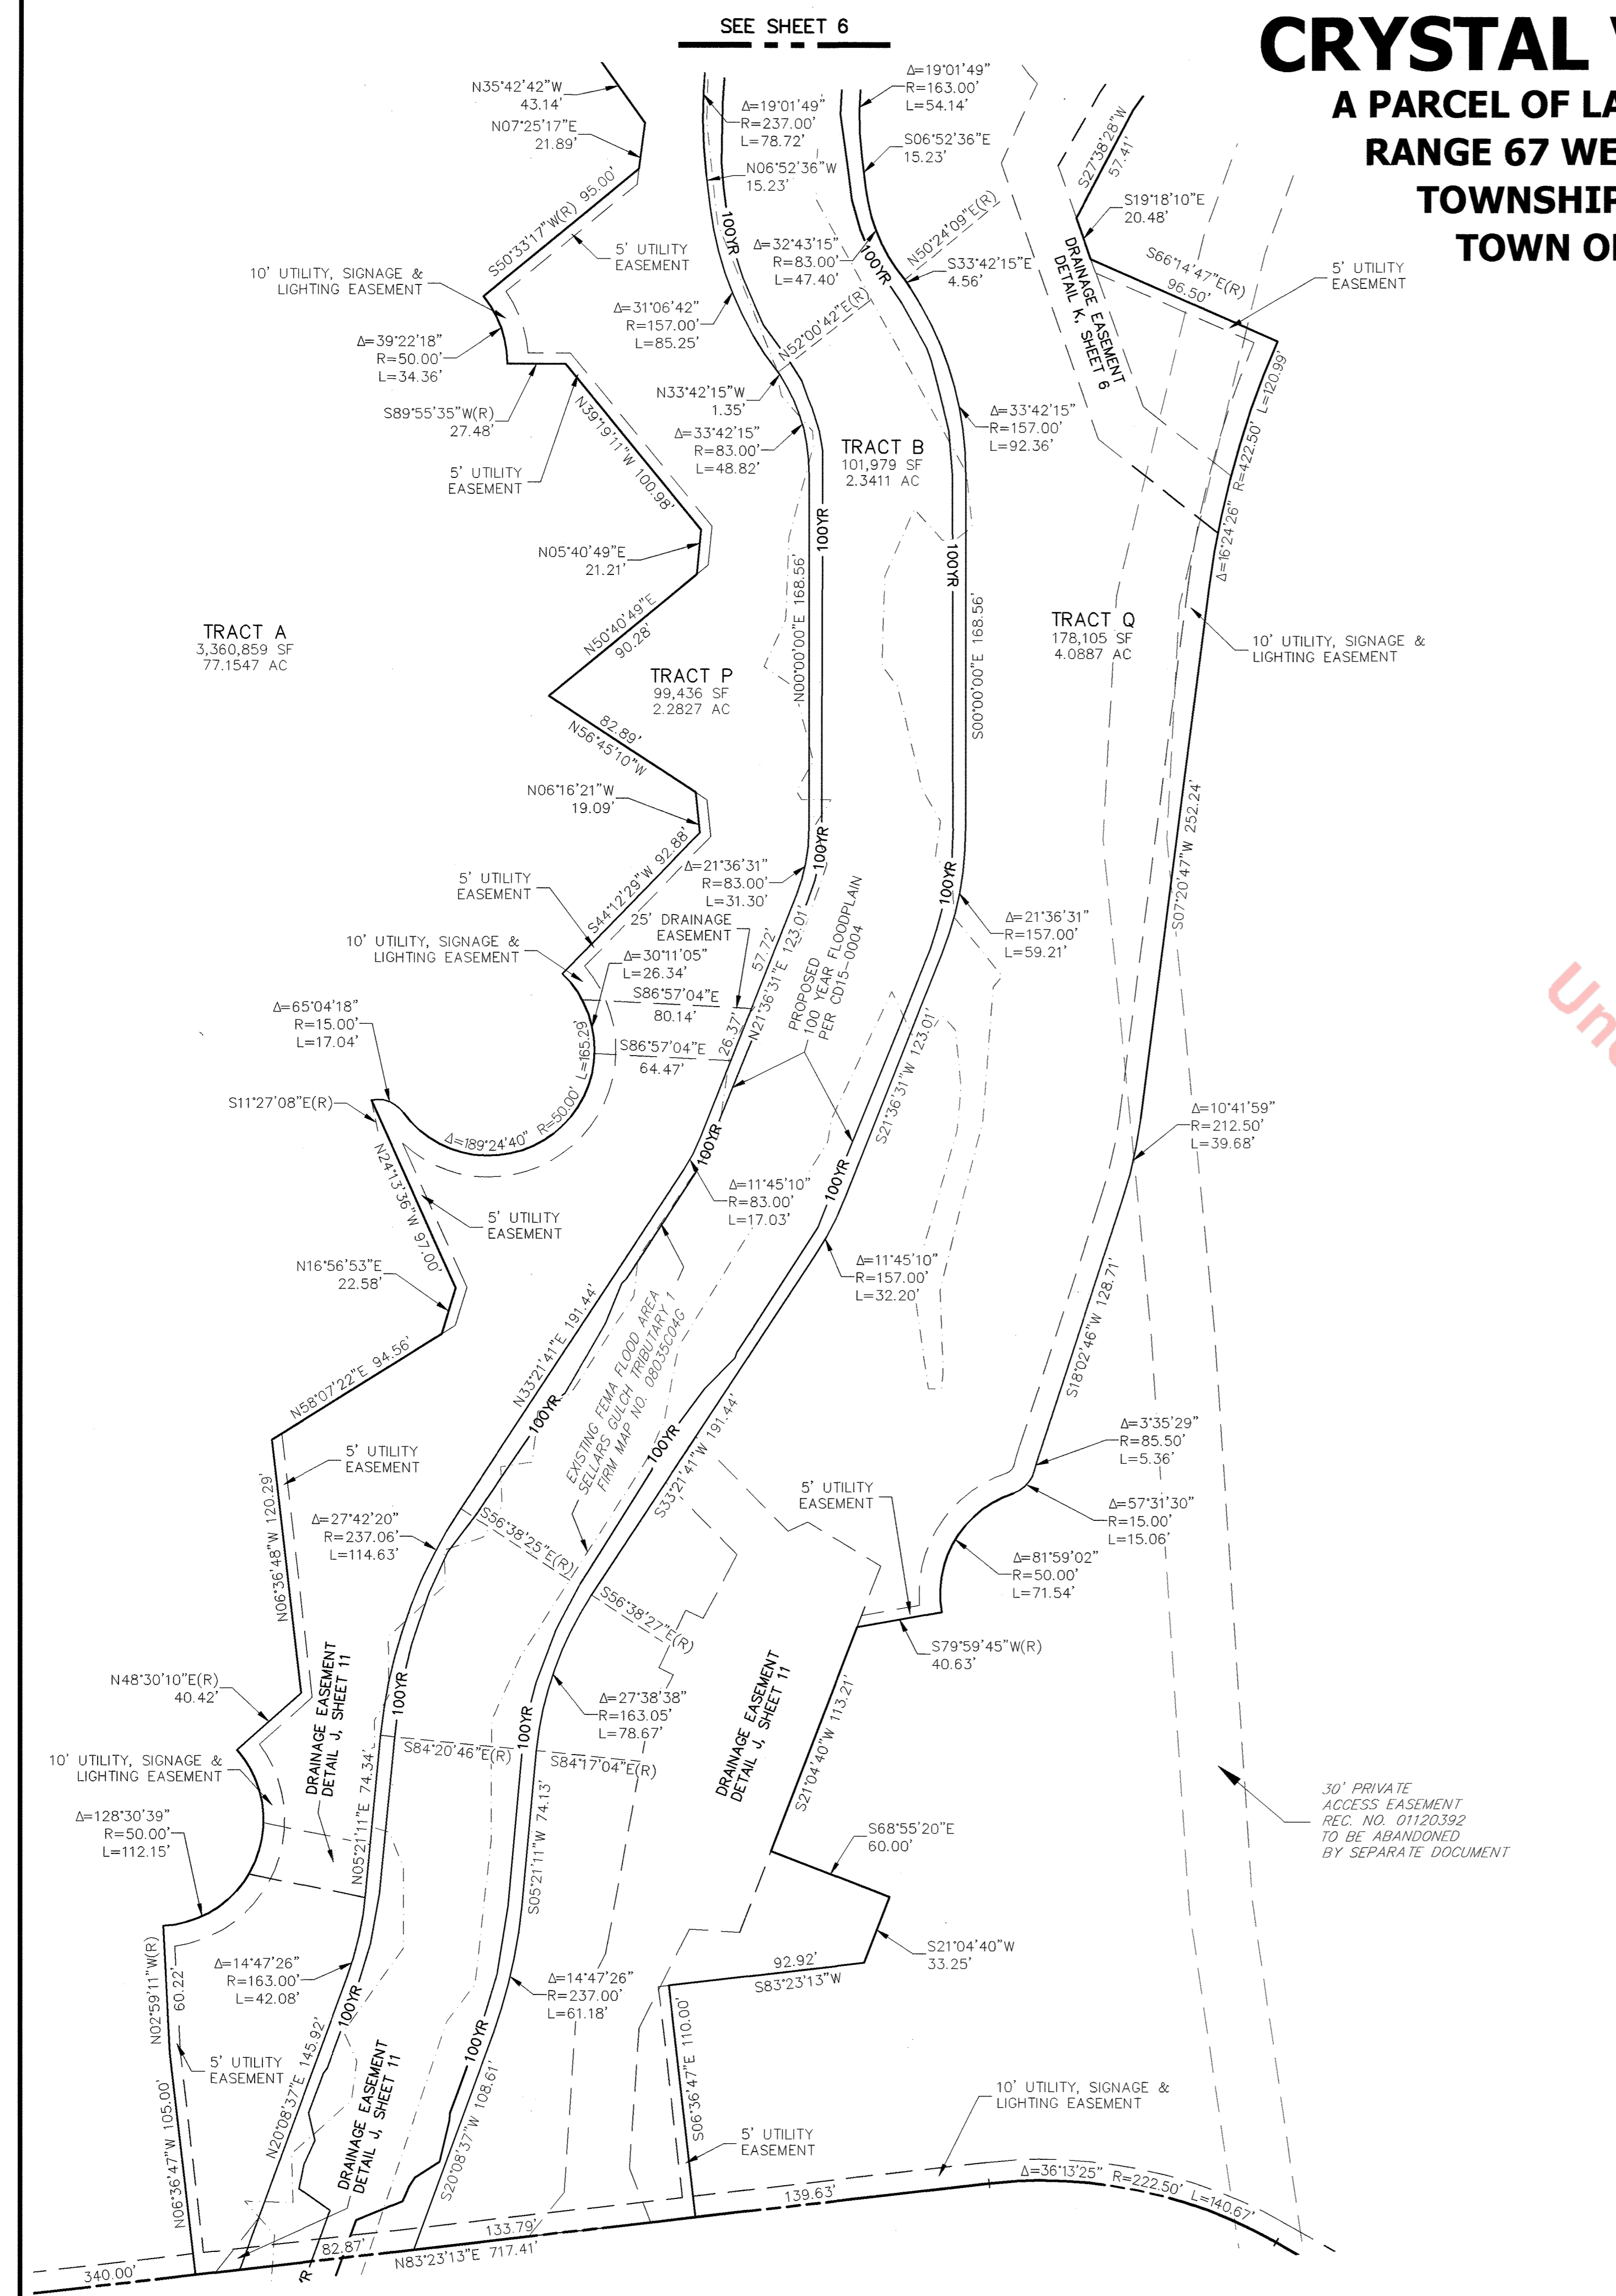 SEE SHEET 6
CRYSTAL
A PARCEL OF LA
RANGE 67 WE
TOWNSHIP
TOWN O
N35°42'42"W
43.14'
N07°25'17"E
21.89'
S50°33'17"W(R) 95.00'
5' UTILITY
EASEMENT
10' UTILITY, SIGNAGE &
LIGHTING EASEMENT
Δ=39°22'18"
R=50.00'
L=34.36'
S89°55'35"W(R)
27.48'
5' UTILITY
EASEMENT
N39°19'11"W 100.98'
N05°40'49"E
21.21'
N50°40'49"E
90.28'
TRACT A
3,360,859 SF
77.1547 AC
TRACT P
99,436 SF
2.2827 AC
82.89'
N56°45'10"W
N06°16'21"W
19.09'
S44°12'29"W 92.88'
5' UTILITY
EASEMENT
10' UTILITY, SIGNAGE &
LIGHTING EASEMENT
Δ=19°01'49"
R=237.00'
L=78.72'
N06°52'36"W
15.23'
Δ=19°01'49"
R=163.00'
L=54.14'
S06°52'36"E
15.23'
100YR
100YR
Δ=32°43'15"
R=83.00'
L=47.40'
N50°24'09"E(R)
S33°42'15"E
4.56'
Δ=31°06'42"
R=157.00'
L=85.25'
N52°00'42"E(R)
N33°42'15"W
1.35'
Δ=33°42'15"
R=83.00'
L=48.82'
TRACT B
101,979 SF
2.3411 AC
Δ=33°42'15"
R=157.00'
L=92.36'
S27°38'28"W
57.41'
S19°18'10"E
20.48'
DRAINAGE EASEMENT
DETAIL K, SHEET 6
S66°14'47"E(R)
96.50'
5' UTILITY
EASEMENT
Δ=16°24'26" R=422.50' L=120.99'
100YR
100YR
N00°00'00"E 168.56'
S00°00'00"E 168.56'
TRACT Q
178,105 SF
4.0887 AC
10' UTILITY, SIGNAGE &
LIGHTING EASEMENT
S07°20'47"W 252.24'
100YR
100YR
Δ=21°36'31"
R=83.00'
L=31.30'
25' DRAINAGE
EASEMENT
57.72'
N21°36'31"E 123.01'
26.37'
PROPOSED
100 YEAR FLOODPLAIN
PER CD15-0004
Δ=21°36'31"
R=157.00'
L=59.21'
Δ=30°11'05"
L=26.34'
S86°57'04"E
80.14'
S86°57'04"E
64.47'
S21°36'31"W 123.01'
Δ=65°04'18"
R=15.00'
L=17.04'
S11°27'08"E(R)
Δ=189°24'40" R=50.00' L=165.29'
N24°13'36"W 97.00'
5' UTILITY
EASEMENT
N16°56'53"E
22.58'
N58°07'22"E 94.56'
100YR
100YR
Δ=11°45'10"
R=83.00'
L=17.03'
Δ=11°45'10"
R=157.00'
L=32.20'
Δ=10°41'59"
R=212.50'
L=39.68'
S18°02'46"W 128.71'
N33°21'41"E 191.44'
100YR
EXISTING FEMA FLOOD AREA
SELLARS GULCH TRIBUTARY 1
FIRM MAP NO. 08035C04G
100YR
S33°21'41"W 191.44'
Δ=3°35'29"
R=85.50'
L=5.36'
Δ=57°31'30"
R=15.00'
L=15.06'
Δ=81°59'02"
R=50.00'
L=71.54'
5' UTILITY
EASEMENT
S79°59'45"W(R)
40.63'
5' UTILITY
EASEMENT
N06°36'48"W 120.29'
Δ=27°42'20"
R=237.06'
L=114.63'
S56°38'25"E(R)
S56°38'27"E(R)
Δ=27°38'38"
R=163.05'
L=78.67'
N48°30'10"E(R)
40.42'
DRAINAGE EASEMENT
DETAIL J, SHEET 11
100YR
100YR
S84°20'46"E(R)
S84°17'04"E(R)
DRAINAGE EASEMENT
DETAIL J, SHEET 11
S21°04'40"W 113.21'
10' UTILITY, SIGNAGE &
LIGHTING EASEMENT
Δ=128°30'39"
R=50.00'
L=112.15'
N05°21'11"E 74.34'
S05°21'11"W 74.13'
S68°55'20"E
60.00'
S21°04'40"W
33.25'
92.92'
S83°23'13"W
30' PRIVATE
ACCESS EASEMENT
REC. NO. 01120392
TO BE ABANDONED
BY SEPARATE DOCUMENT
N02°59'11"W(R)
60.22'
Δ=14°47'26"
R=163.00'
L=42.08'
Δ=14°47'26"
R=237.00'
L=61.18'
100YR
100YR
5' UTILITY
EASEMENT
N06°36'47"W 105.00'
N20°08'37"E 145.92'
DRAINAGE EASEMENT
DETAIL J, SHEET 11
S20°08'37"W 108.61'
S06°36'47"E 110.00'
5' UTILITY
EASEMENT
10' UTILITY, SIGNAGE &
LIGHTING EASEMENT
Δ=36°13'25" R=222.50' L=140.67'
139.63'
133.79'
82.87'
N83°23'13"E 717.41'
340.00'
Uno